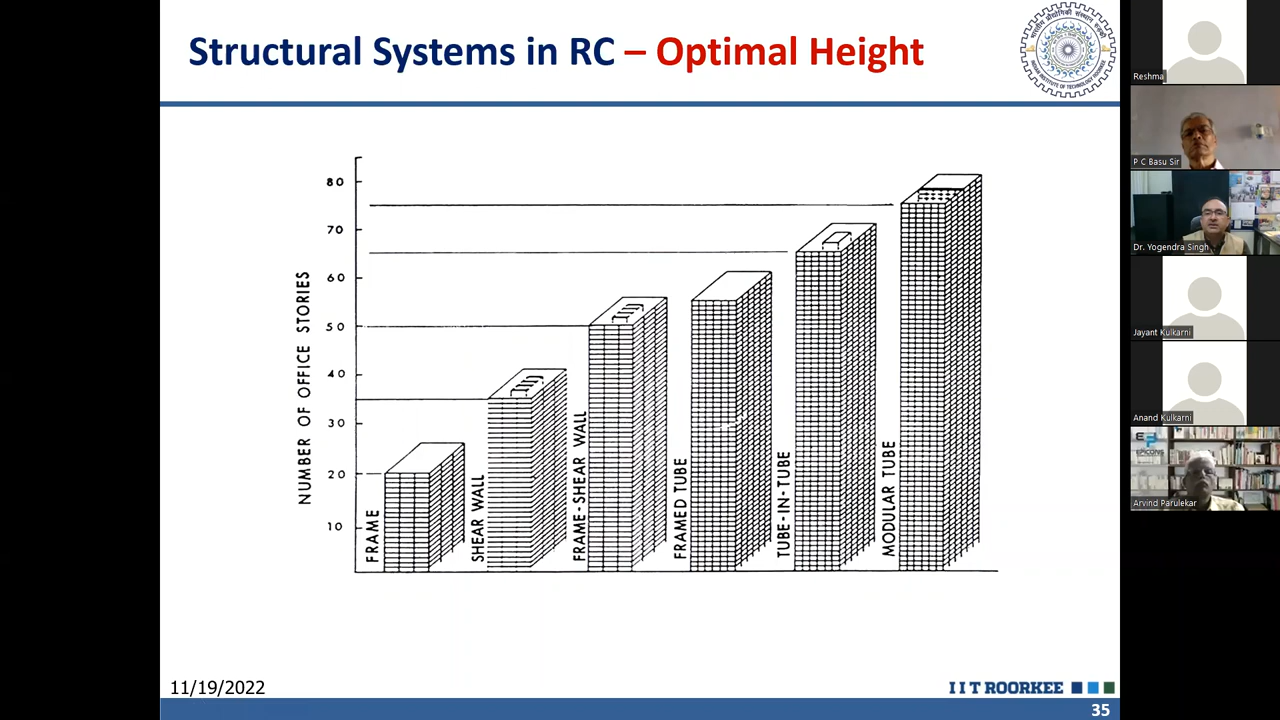 Structural Systems in RC – Optimal Height
80
70
60
50
40
30
20
10
NUMBER OF OFFICE STORIES
FRAME
SHEAR WALL
FRAME-SHEAR WALL
FRAMED TUBE
TUBE-IN-TUBE
MODULAR TUBE
11/19/2022
IIT ROORKEE
35
Reshma
P C Basu Sir
Dr. Yogendra Singh
Jayant Kulkarni
Anand Kulkarni
EPICONS
Arvind Parulekar